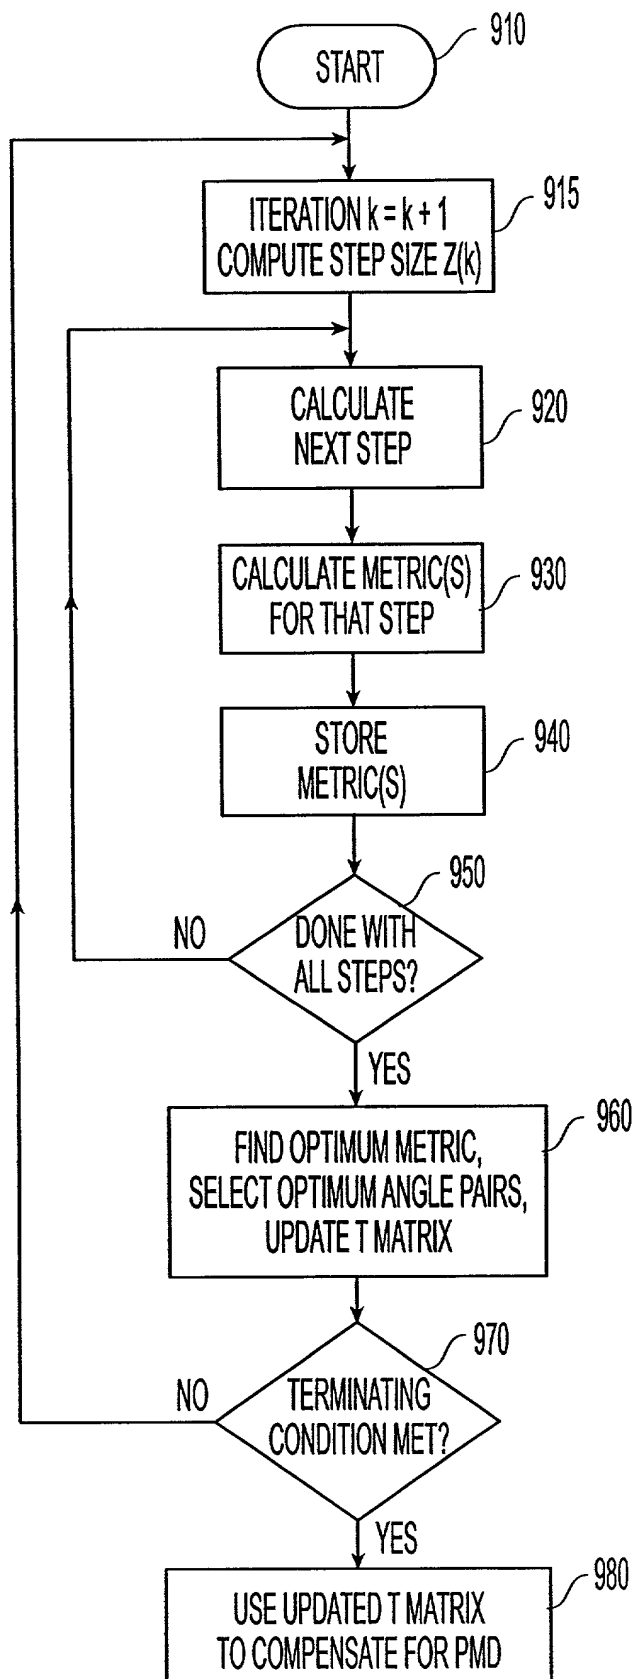 910
START
915
ITERATION k = k + 1
COMPUTE STEP SIZE Z(k)
920
CALCULATE
NEXT STEP
930
CALCULATE METRIC(S)
FOR THAT STEP
940
STORE
METRIC(S)
950
DONE WITH
ALL STEPS?
NO
YES
960
FIND OPTIMUM METRIC,
SELECT OPTIMUM ANGLE PAIRS,
UPDATE T MATRIX
970
TERMINATING
CONDITION MET?
NO
YES
980
USE UPDATED T MATRIX
TO COMPENSATE FOR PMD